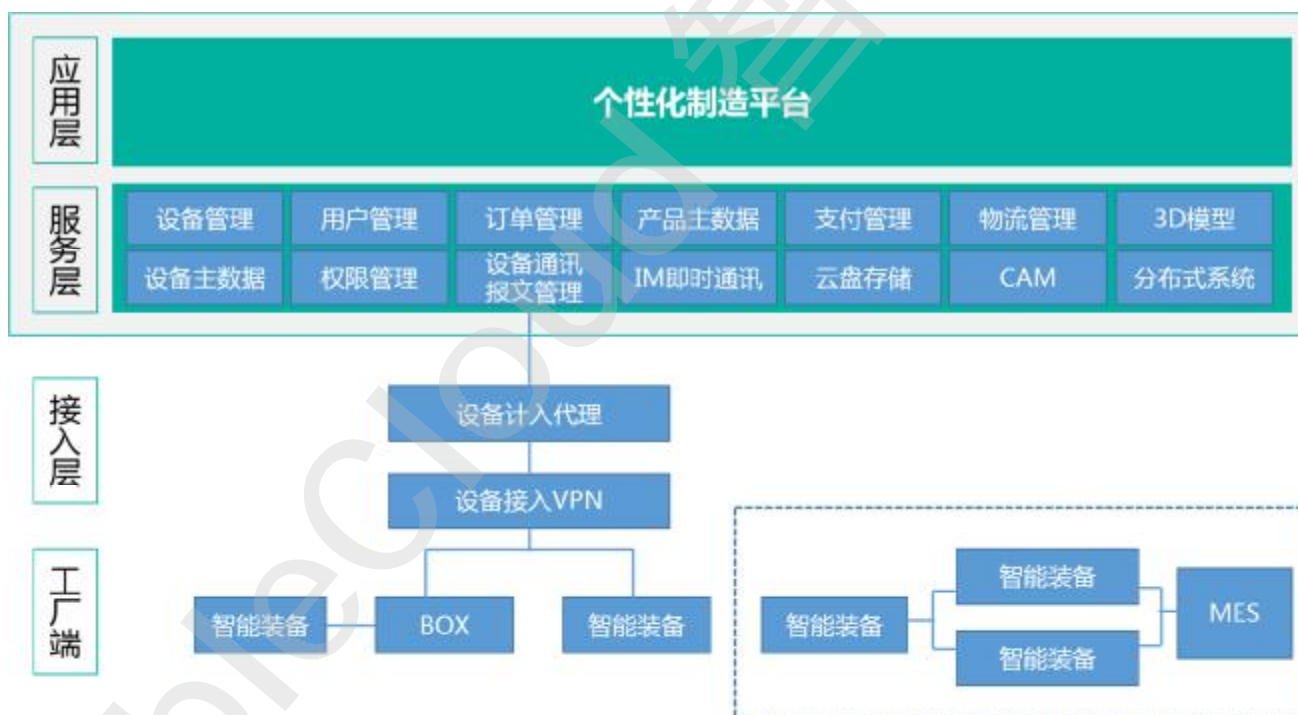 应用层
个性化制造平台
服务层
设备管理
用户管理
订单管理
产品主数据
支付管理
物流管理
3D模型
设备主数据
权限管理
设备通讯
报文管理
IM即时通讯
云盘存储
CAM
分布式系统
接入层
设备计入代理
设备接入VPN
工厂端
智能装备
BOX
智能装备
智能装备
智能装备
智能装备
MES
bleCloud 智